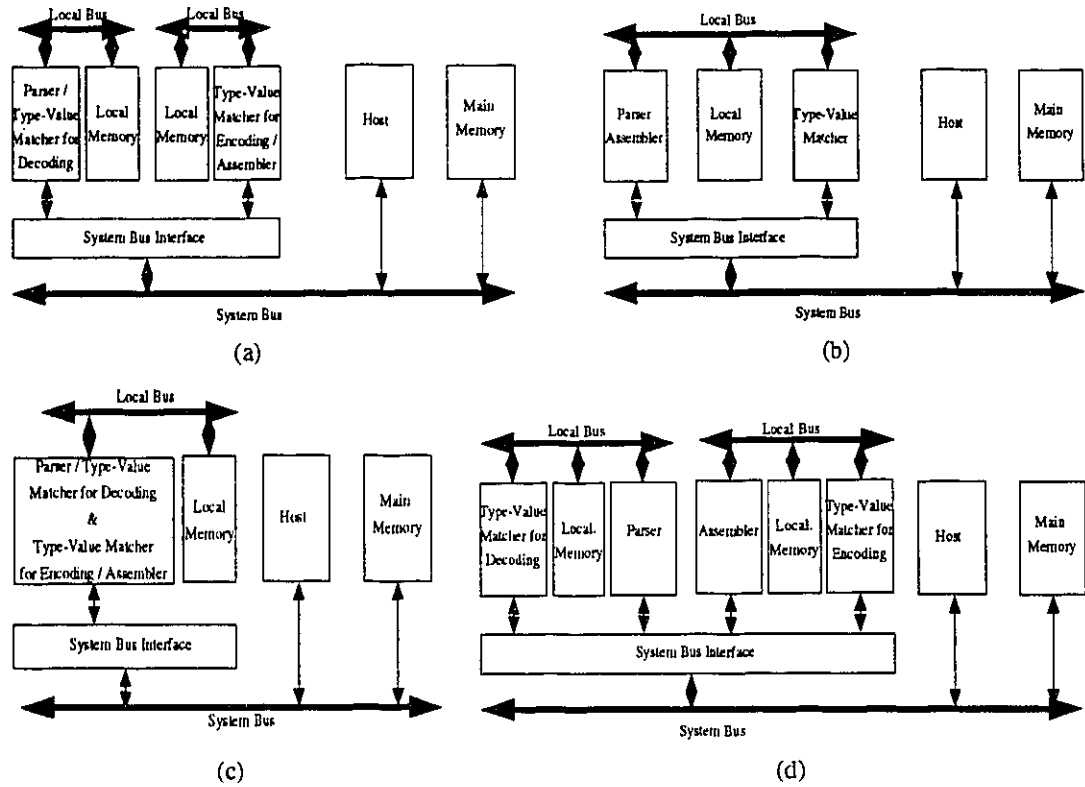 Local Bus
Local Bus
Parser /
Type-Value
Matcher for
Decoding
Local
Memory
Local
Memory
Type-Value
Matcher for
Encoding /
Assembler
Host
Main
Memory
System Bus Interface
System Bus
(a)
Local Bus
Parser
Assembler
Local
Memory
Type-Value
Matcher
Host
Main
Memory
System Bus Interface
System Bus
(b)
Local Bus
Parser / Type-Value
Matcher for Decoding
&
Type-Value Matcher
for Encoding / Assembler
Local
Memory
Host
Main
Memory
System Bus Interface
System Bus
(c)
Local Bus
Local Bus
Type-Value
Matcher for
Decoding
Local.
Memory
Parser
Assembler
Local.
Memory
Type-Value
Matcher for
Encoding
Host
Main
Memory
System Bus Interface
System Bus
(d)